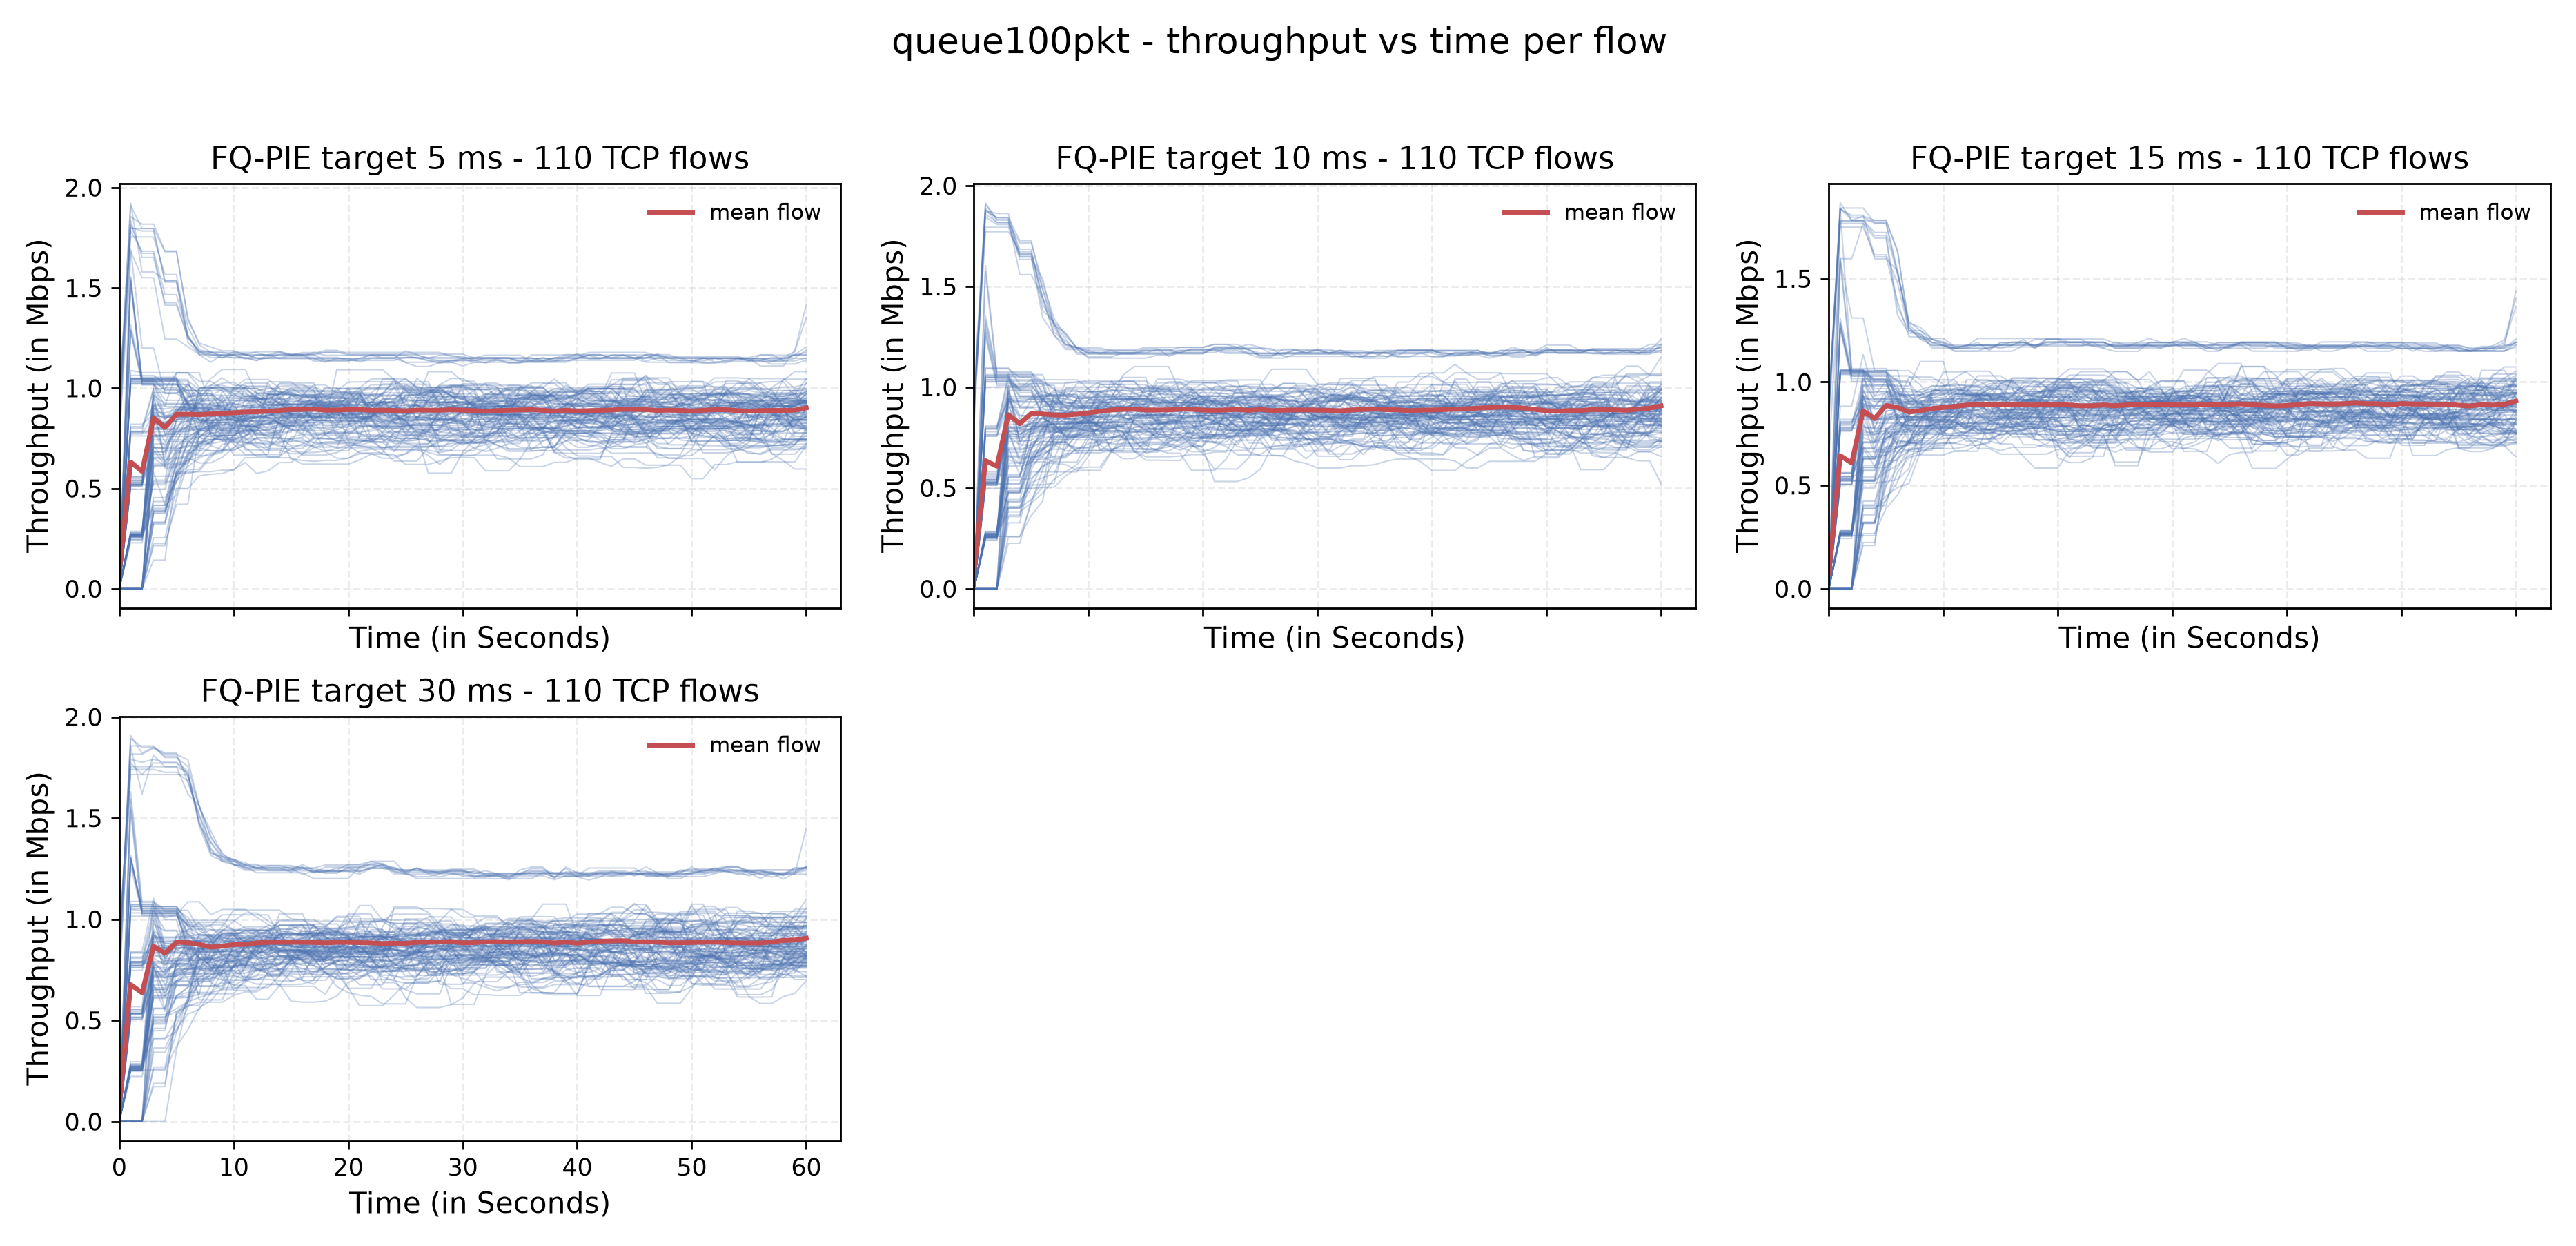 queue100pkt - throughput vs time per flow
FQ-PIE target 5 ms - 110 TCP flows
2.0
1.5
1.0
0.5
0.0
Throughput (in Mbps)
mean flow
Time (in Seconds)
FQ-PIE target 10 ms - 110 TCP flows
2.0
1.5
1.0
0.5
0.0
Throughput (in Mbps)
mean flow
Time (in Seconds)
FQ-PIE target 15 ms - 110 TCP flows
1.5
1.0
0.5
0.0
Throughput (in Mbps)
mean flow
Time (in Seconds)
FQ-PIE target 30 ms - 110 TCP flows
2.0
1.5
1.0
0.5
0.0
Throughput (in Mbps)
mean flow
0 10 20 30 40 50 60
Time (in Seconds)